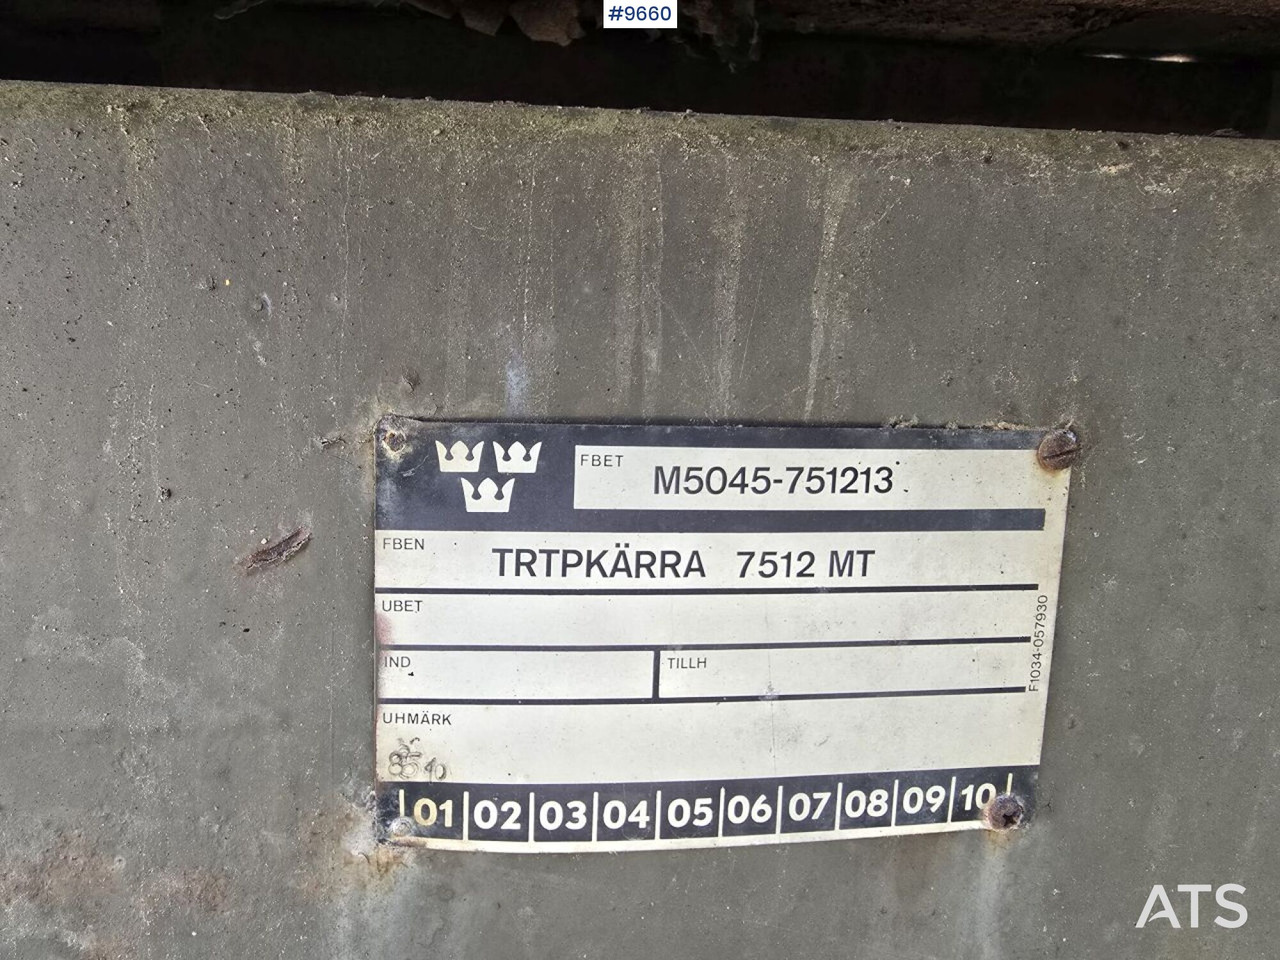 #9660
FBET M5045-751213
FBEN TRTPKÄRRA 7512 MT
UBET
IND TILLH
UHMÄRK
01 02 03 04 05 06 07 08 09 10
F1034-057930
ATS